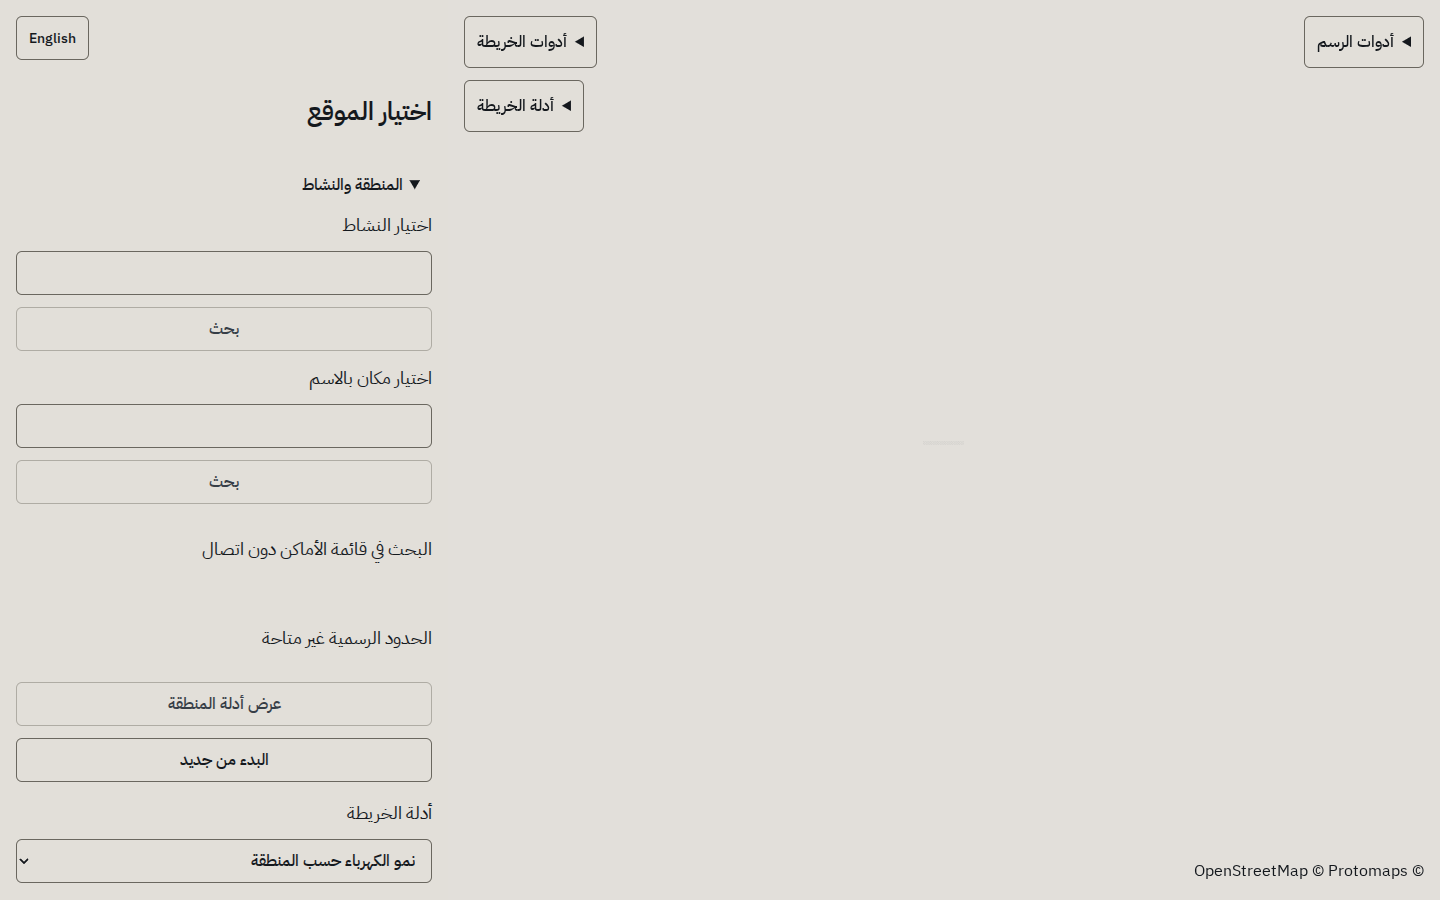 English
أدوات الخريطة
أدوات الرسم
أدلة الخريطة
اختيار الموقع
المنطقة والنشاط
اختيار النشاط
بحث
اختيار مكان بالاسم
بحث
البحث في قائمة الأماكن دون اتصال
الحدود الرسمية غير متاحة
عرض أدلة المنطقة
البدء من جديد
أدلة الخريطة
نمو الكهرباء حسب المنطقة
OpenStreetMap © Protomaps ©